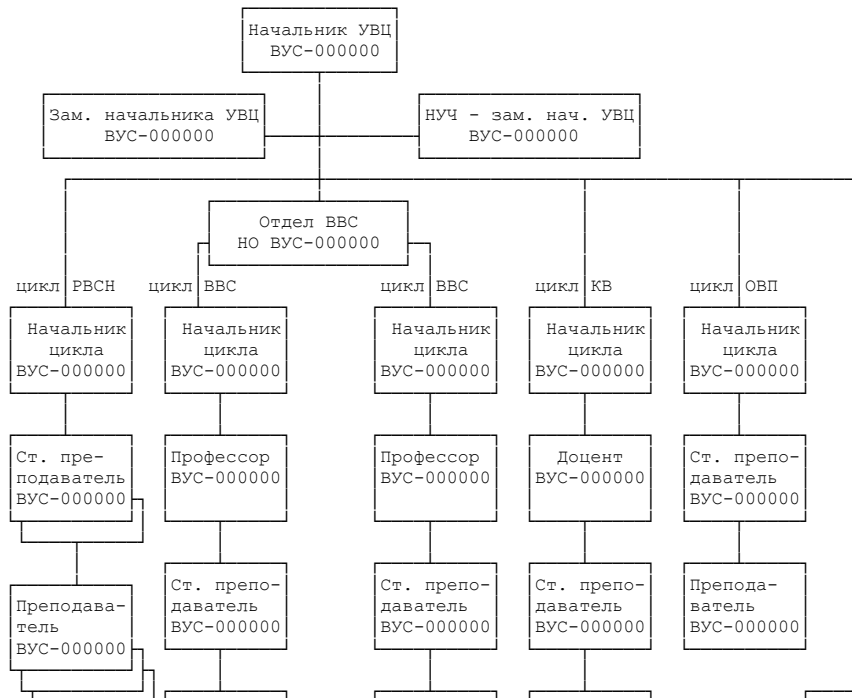 Начальник УВЦ
ВУС-000000
Зам. начальника УВЦ
ВУС-000000
НУЧ - зам. нач. УВЦ
ВУС-000000
Отдел ВВС
НО ВУС-000000
цикл РВСН
цикл ВВС
цикл ВВС
цикл КВ
цикл ОВП
Начальник
цикла
ВУС-000000
Начальник
цикла
ВУС-000000
Начальник
цикла
ВУС-000000
Начальник
цикла
ВУС-000000
Начальник
цикла
ВУС-000000
Ст. пре-
подаватель
ВУС-000000
Профессор
ВУС-000000
Профессор
ВУС-000000
Доцент
ВУС-000000
Ст. препо-
даватель
ВУС-000000
Преподава-
тель
ВУС-000000
Ст. препо-
даватель
ВУС-000000
Ст. препо-
даватель
ВУС-000000
Ст. препо-
даватель
ВУС-000000
Препода-
ватель
ВУС-000000